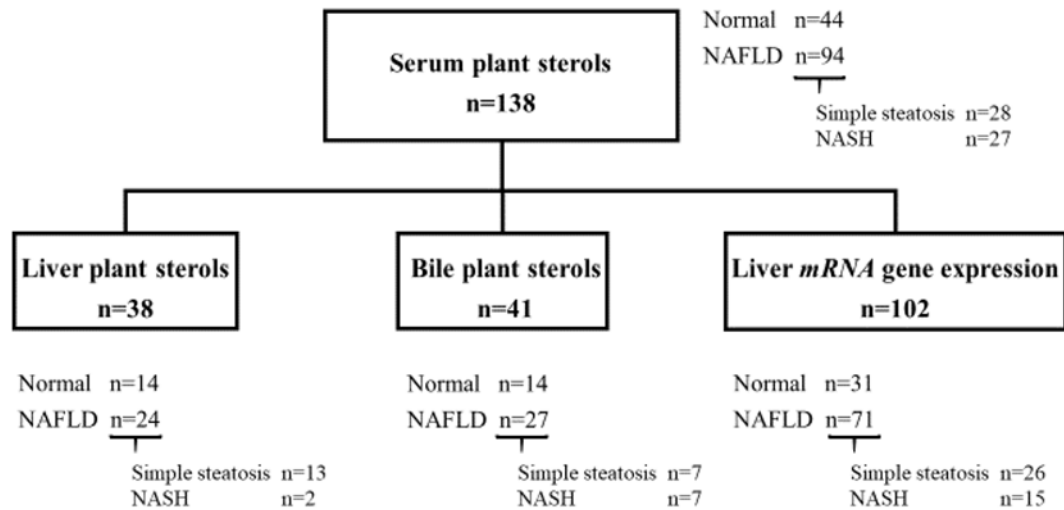 Serum plant sterols
n=138
Normal n=44
NAFLD n=94
Simple steatosis n=28
NASH n=27
Liver plant sterols
n=38
Normal n=14
NAFLD n=24
Simple steatosis n=13
NASH n=2
Bile plant sterols
n=41
Normal n=14
NAFLD n=27
Simple steatosis n=7
NASH n=7
Liver mRNA gene expression
n=102
Normal n=31
NAFLD n=71
Simple steatosis n=26
NASH n=15